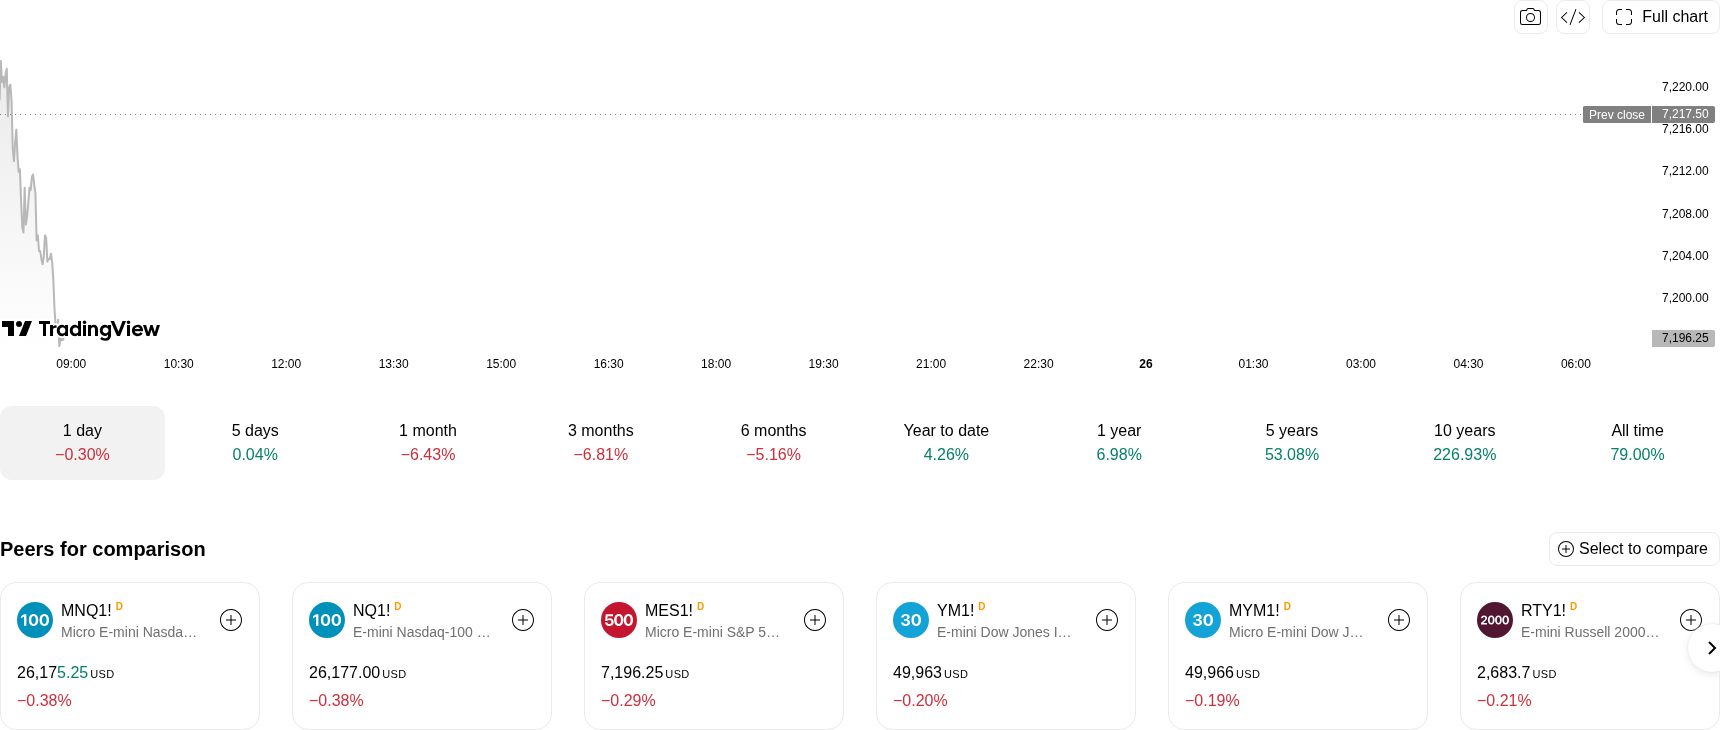 Full chart
7,220.00
Prev close 7,217.50
7,216.00
7,212.00
7,208.00
7,204.00
7,200.00
TradingView
7,196.25
09:00 10:30 12:00 13:30 15:00 16:30 18:00 19:30 21:00 22:30 26 01:30 03:00 04:30 06:00
1 day 5 days 1 month 3 months 6 months Year to date 1 year 5 years 10 years All time
−0.30% 0.04% −6.43% −6.81% −5.16% 4.26% 6.98% 53.08% 226.93% 79.00%
Peers for comparison
Select to compare
100 MNQ1! D
Micro E-mini Nasda…
26,175.25 USD
−0.38%
100 NQ1! D
E-mini Nasdaq-100 …
26,177.00 USD
−0.38%
500 MES1! D
Micro E-mini S&P 5…
7,196.25 USD
−0.29%
30 YM1! D
E-mini Dow Jones I…
49,963 USD
−0.20%
30 MYM1! D
Micro E-mini Dow J…
49,966 USD
−0.19%
2000 RTY1! D
E-mini Russell 2000…
2,683.7 USD
−0.21%